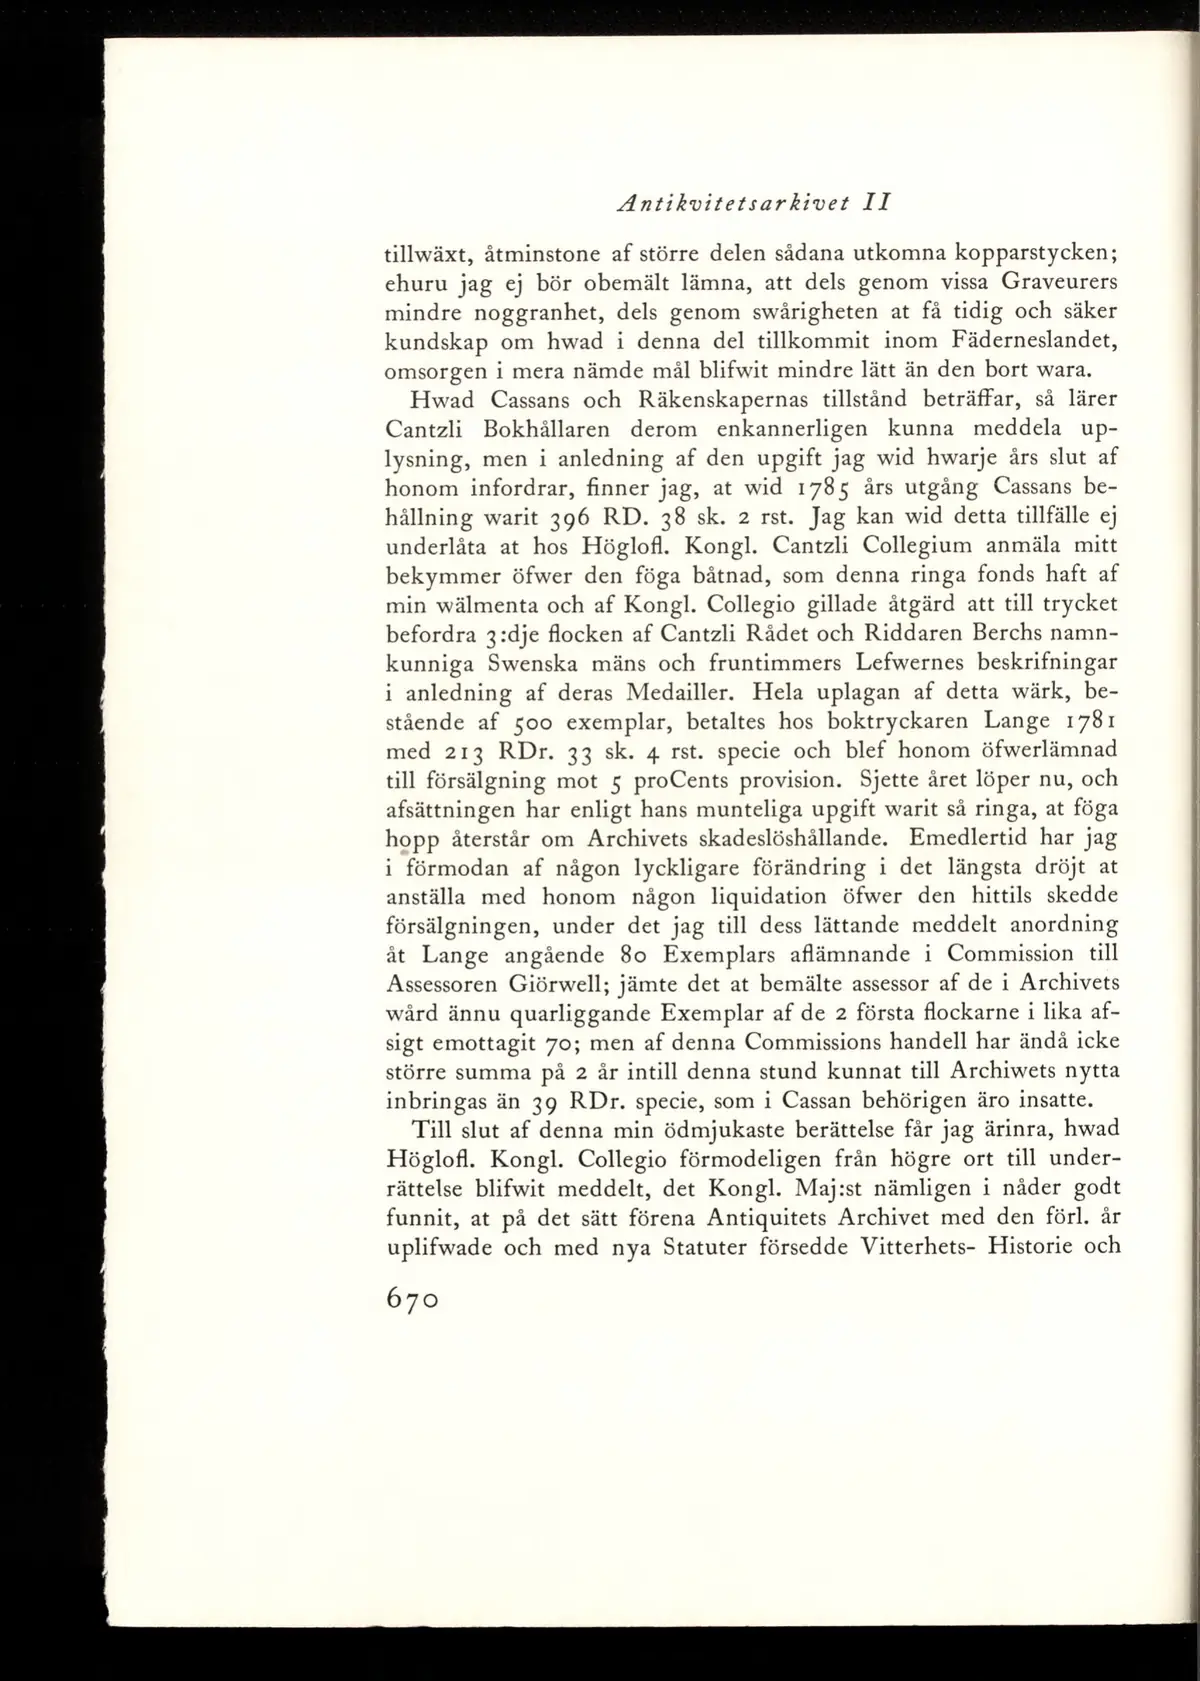 Antikvitetsarkivet II
tillwäxt, åtminstone af större delen sådana utkomna kopparstycken;
ehuru jag ej bör obemält lämna, att dels genom vissa Graveurers
mindre noggranhet, dels genom swårigheten at få tidig och säker
kundskap om hwad i denna del tillkommit inom Fäderneslandet,
omsorgen i mera nämde mål blifwit mindre lätt än den bort wara.
Hwad Cassans och Räkenskapernas tillstånd beträffar, så lärer
Cantzli Bokhållaren derom enkannerligen kunna meddela up-
lysning, men i anledning af den upgift jag wid hwarje års slut af
honom infordrar, finner jag, at wid 1785 års utgång Cassans be-
hållning warit 396 RD. 38 sk. 2 rst. Jag kan wid detta tillfälle ej
underlåta at hos Höglofl. Kongl. Cantzli Collegium anmäla mitt
bekymmer öfwer den föga båtnad, som denna ringa fonds haft af
min wälmenta och af Kongl. Collegio gillade åtgärd att till trycket
befordra 3:dje flocken af Cantzli Rådet och Riddaren Berchs namn-
kunniga Swenska mäns och fruntimmers Lefwernes beskrifningar
i anledning af deras Medailler. Hela uplagan af detta wärk, be-
stående af 500 exemplar, betaltes hos boktryckaren Lange 1781
med 213 RDr. 33 sk. 4 rst. specie och blef honom öfwerlämnad
till försälgning mot 5 proCents provision. Sjette året löper nu, och
afsättningen har enligt hans munteliga upgift warit så ringa, at föga
hopp återstår om Archivets skadeslöshållande. Emedlertid har jag
i förmodan af någon lyckligare förändring i det längsta dröjt at
anställa med honom någon liquidation öfwer den hittils skedde
försälgningen, under det jag till dess lättande meddelt anordning
åt Lange angående 80 Exemplars aflämnande i Commission till
Assessoren Giörwell; jämte det at bemälte assessor af de i Archivets
wård ännu quarliggande Exemplar af de 2 första flockarne i lika af-
sigt emottagit 70; men af denna Commissions handell har ändå icke
större summa på 2 år intill denna stund kunnat till Archiwets nytta
inbringas än 39 RDr. specie, som i Cassan behörigen äro insatte.
Till slut af denna min ödmjukaste berättelse får jag ärinra, hwad
Höglofl. Kongl. Collegio förmodeligen från högre ort till under-
rättelse blifwit meddelt, det Kongl. Maj:st nämligen i nåder godt
funnit, at på det sätt förena Antiquitets Archivet med den förl. år
uplifwade och med nya Statuter försedde Vitterhets- Historie och
670